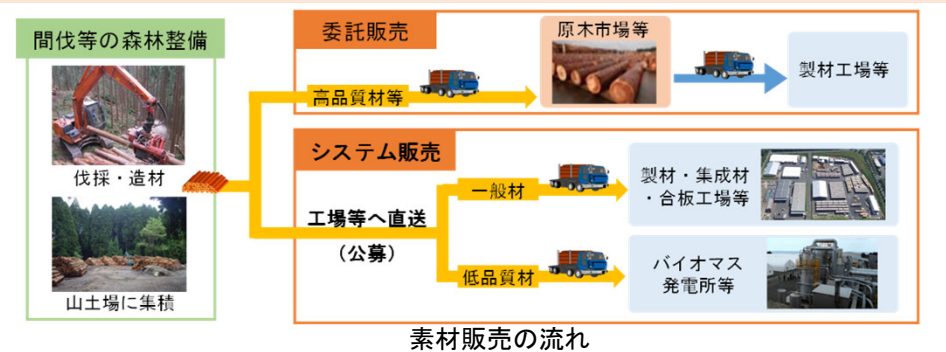 間伐等の森林整備
伐採・造材
山土場に集積
委託販売
高品質材等
原木市場等
製材工場等
システム販売
工場等へ直送
（公募）
一般材
製材・集成材
・合板工場等
低品質材
バイオマス
発電所等
素材販売の流れ